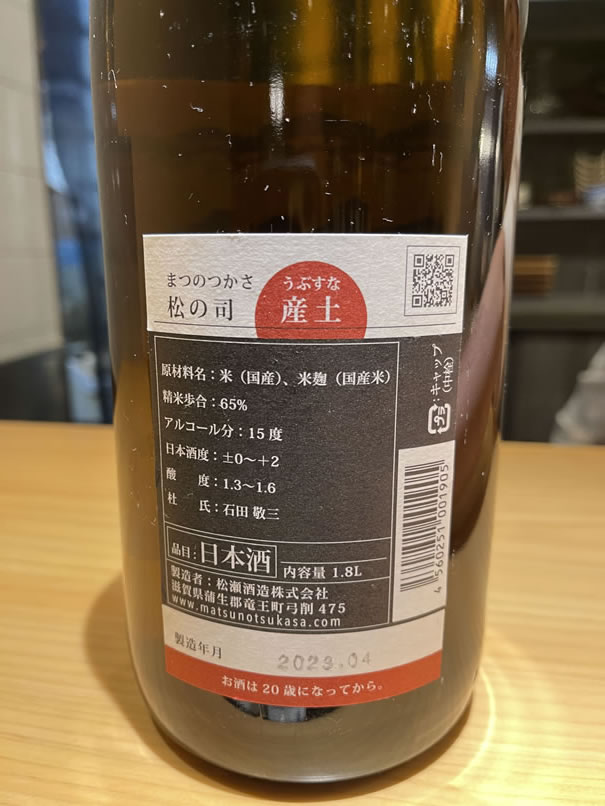 まつのつかさ
松の司
うぶすな
産土
原材料名：米（国産）、米麹（国産米）
精米歩合：65%
アルコール分：15度
日本酒度：±0〜＋2
酸　度：1.3〜1.6
杜　氏：石田 敬三
品目：日本酒 内容量 1.8L
製造者：松瀬酒造株式会社
滋賀県蒲生郡竜王町弓削 475
www.matsunotsukasa.com
製造年月 2023.04
お酒は20歳になってから。
プラ：キャップ
（中栓）
4 560251 001905